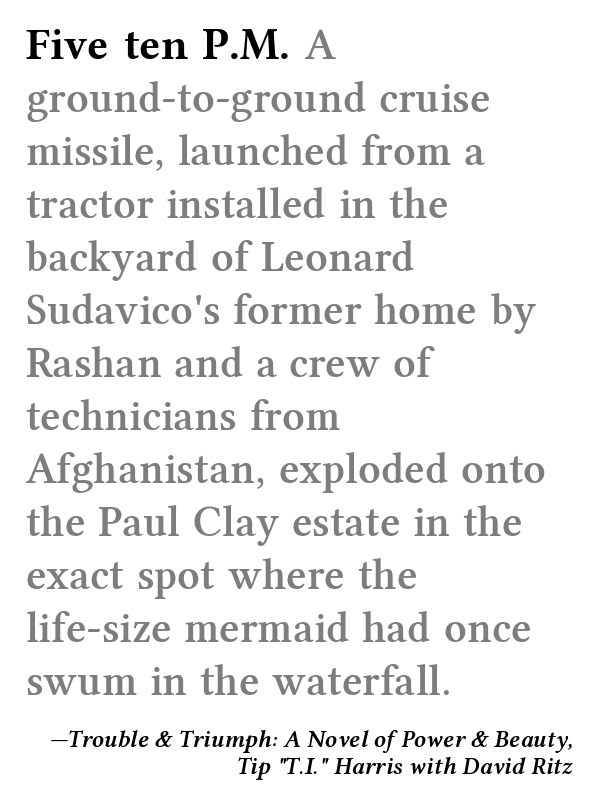 Five ten P.M. A
ground-to-ground cruise
missile, launched from a
tractor installed in the
backyard of Leonard
Sudavico's former home by
Rashan and a crew of
technicians from
Afghanistan, exploded onto
the Paul Clay estate in the
exact spot where the
life-size mermaid had once
swum in the waterfall.
—Trouble & Triumph: A Novel of Power & Beauty,
Tip "T.I." Harris with David Ritz